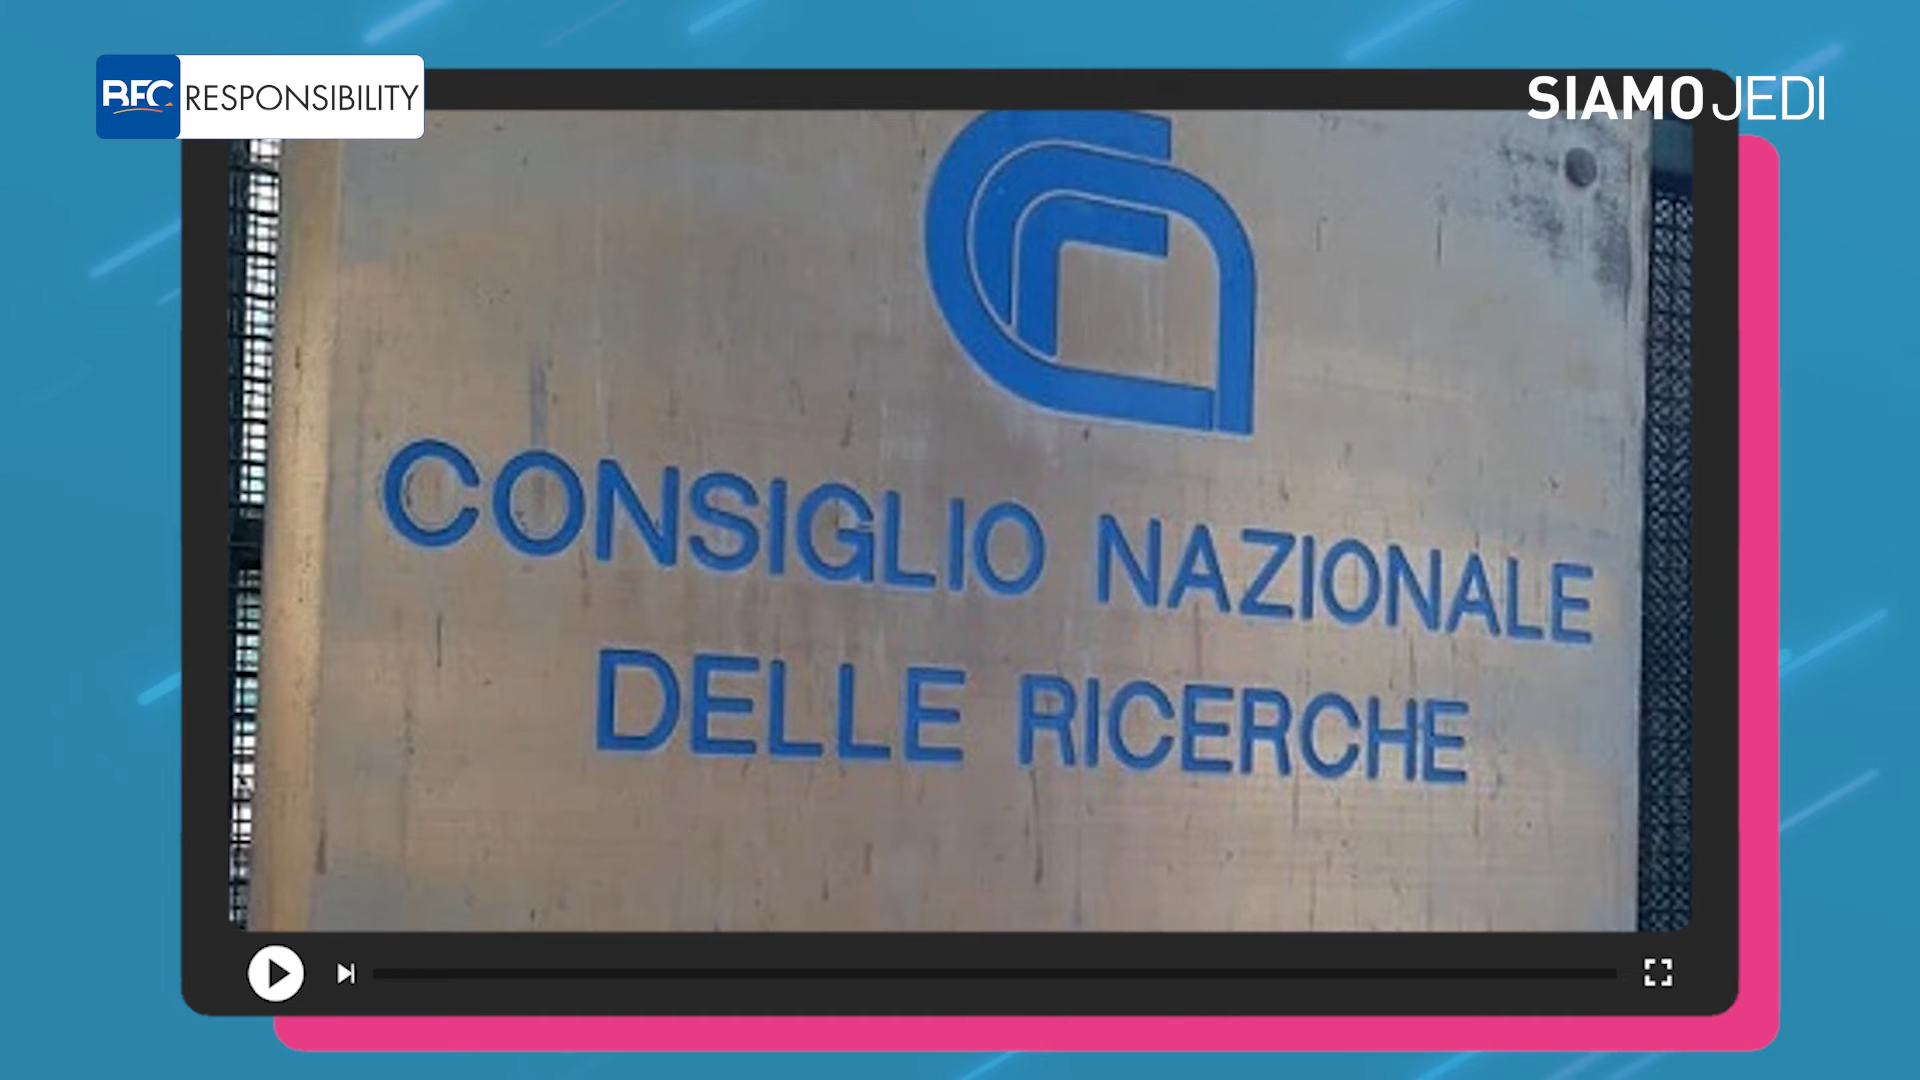 BFC RESPONSIBILITY
SIAMO JEDI
CONSIGLIO NAZIONALE
DELLE RICERCHE